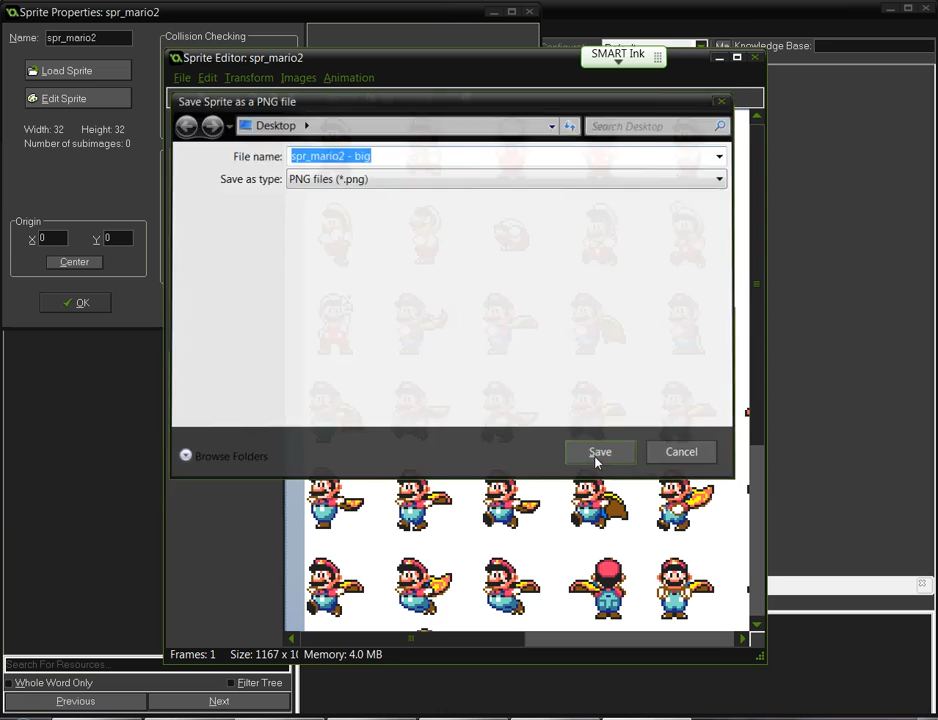 Sprite Properties: spr_mario2
Name: spr_mario2
Collision Checking
Load Sprite
Edit Sprite
Width: 32 Height: 32
Number of subimages: 0
Origin
X 0 Y 0
Center
OK
SMART Ink
Knowledge Base:
Sprite Editor: spr_mario2
File Edit Transform Images Animation
Save Sprite as a PNG file
Desktop
Search Desktop
File name: spr_mario2 - big
Save as type: PNG files (*.png)
Browse Folders
Save
Cancel
Frames: 1 Size: 1167 x 10 Memory: 4.0 MB
Search For Resources...
Whole Word Only
Filter Tree
Previous
Next